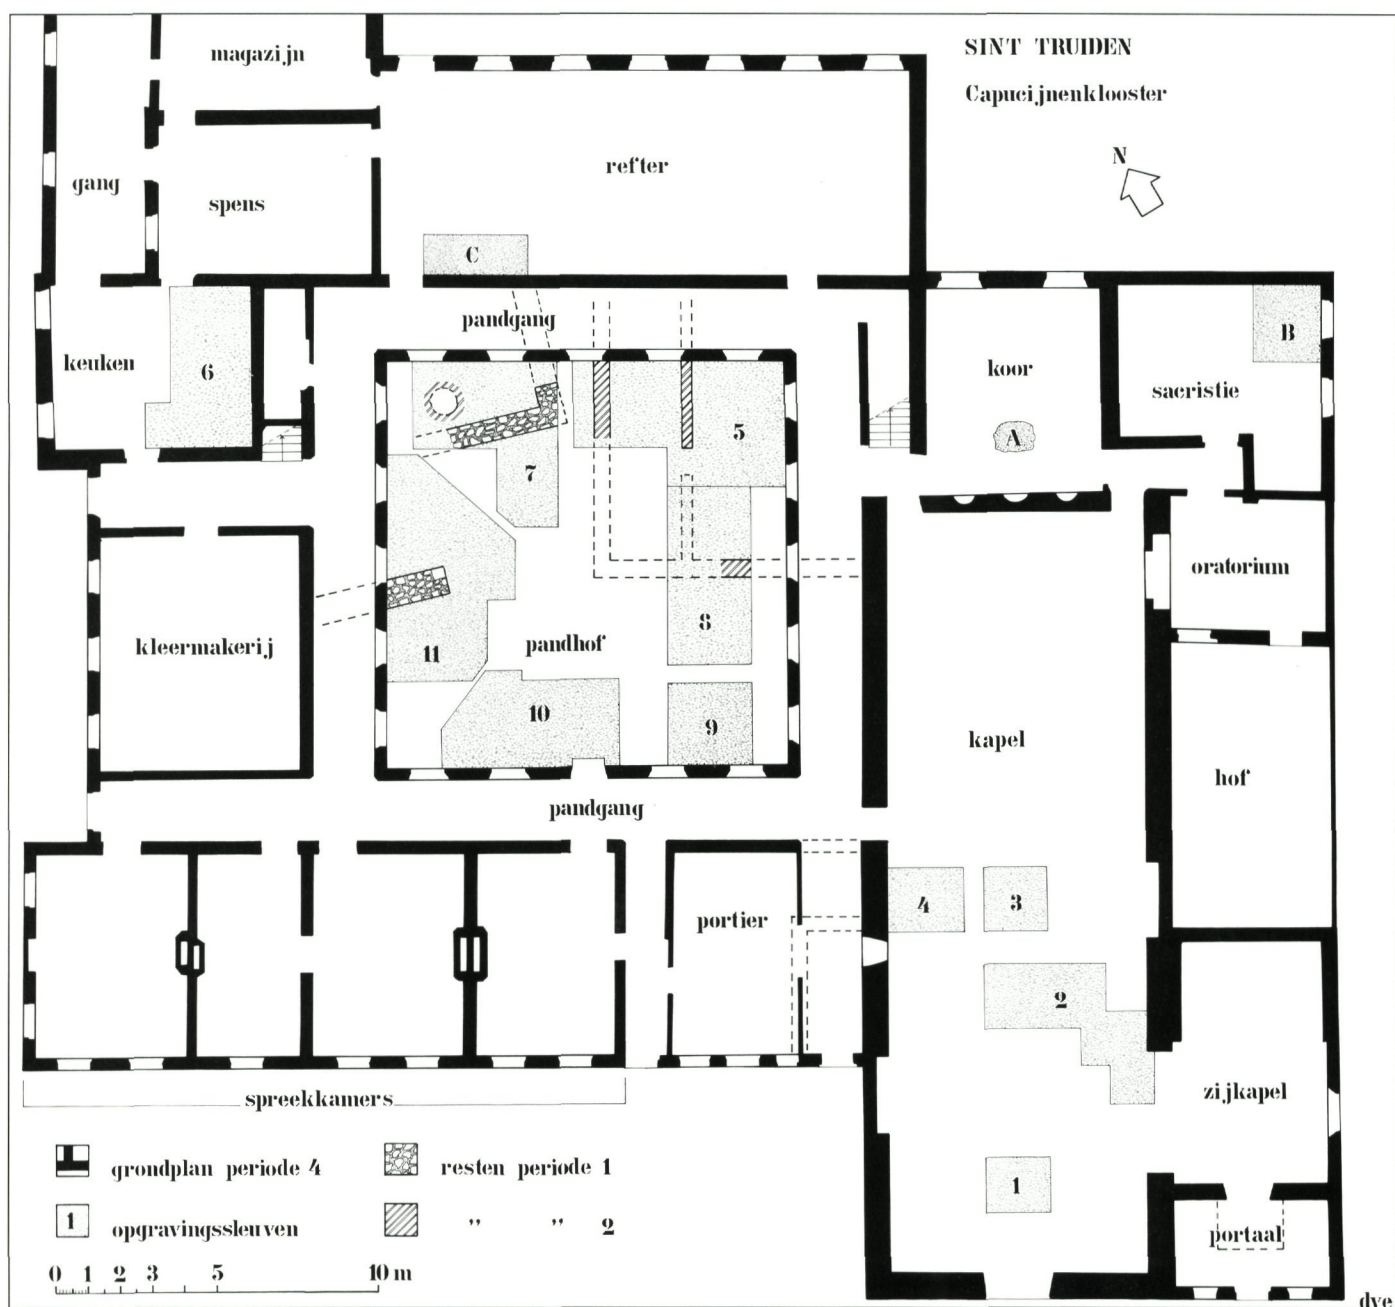 SINT TRUIDEN
Capucijnenklooster
N
magazijn
gang
spens
refter
C
pandgang
keuken
6
koor
A
sacristie
B
5
7
8
oratorium
kleermakerij
11
pandhof
10
9
kapel
hof
pandgang
portier
4
3
2
zijkapel
1
portaal
spreekkamers
grondplan periode 4
resten periode 1
1 opgravingssleuven
" " 2
0 1 2 3 5 10 m
dve